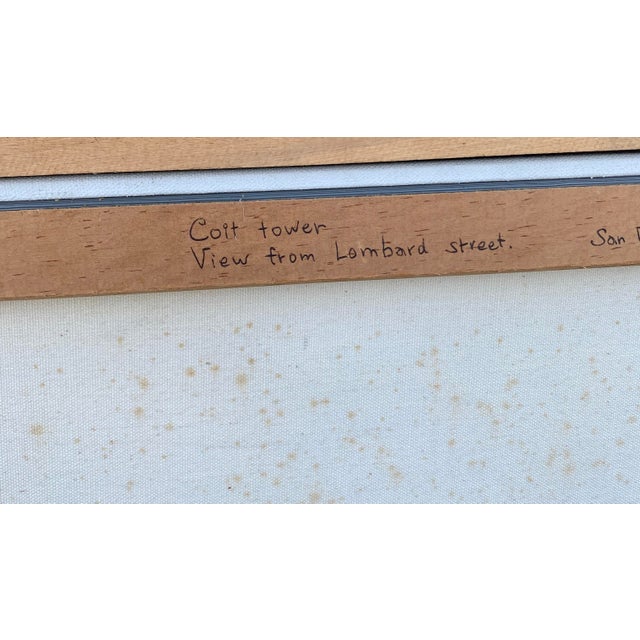 Coit tower
View from Lombard street. San